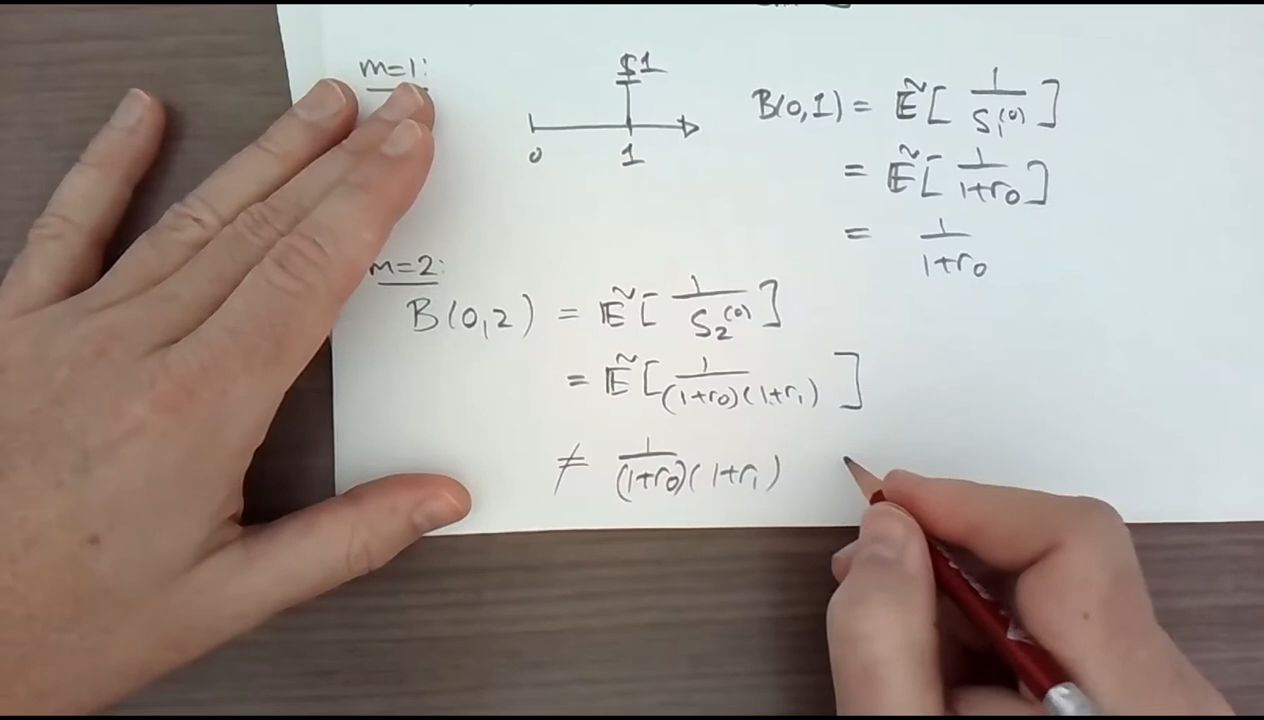 m=1:
$1
0 1
B(0,1) = Ẽ[ 1/S₁⁽⁰⁾ ]
= Ẽ[ 1/(1+r₀) ]
= 1/(1+r₀)
m=2:
B(0,2) = Ẽ[ 1/S₂⁽⁰⁾ ]
= Ẽ[ 1/((1+r₀)(1+r₁)) ]
≠ 1/((1+r₀)(1+r₁))